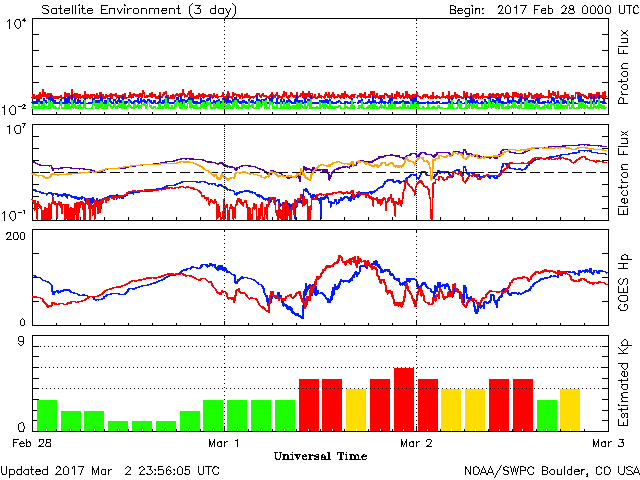 Satellite Environment (3 day)
Begin: 2017 Feb 28 0000 UTC
10^4
10^-2
Proton Flux
10^7
10^-1
Electron Flux
200
0
GOES Hp
9
0
Estimated Kp
Feb 28
Mar 1
Mar 2
Mar 3
Universal Time
Updated 2017 Mar 2 23:56:05 UTC
NOAA/SWPC Boulder, CO USA